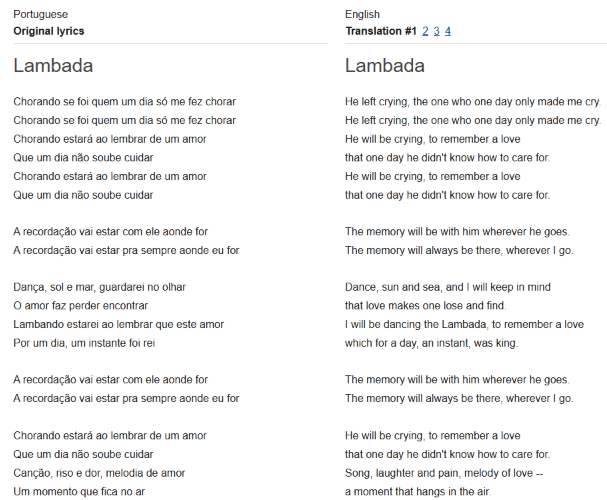 Portuguese
Original lyrics
Lambada
Chorando se foi quem um dia só me fez chorar
Chorando se foi quem um dia só me fez chorar
Chorando estará ao lembrar de um amor
Que um dia não soube cuidar
Chorando estará ao lembrar de um amor
Que um dia não soube cuidar
A recordação vai estar com ele aonde for
A recordação vai estar pra sempre aonde eu for
Dança, sol e mar, guardarei no olhar
O amor faz perder encontrar
Lambando estarei ao lembrar que este amor
Por um dia, um instante foi rei
A recordação vai estar com ele aonde for
A recordação vai estar pra sempre aonde eu for
Chorando estará ao lembrar de um amor
Que um dia não soube cuidar
Canção, riso e dor, melodia de amor
Um momento que fica no ar
English
Translation #1 2 3 4
Lambada
He left crying, the one who one day only made me cry.
He left crying, the one who one day only made me cry.
He will be crying, to remember a love
that one day he didn't know how to care for.
He will be crying, to remember a love
that one day he didn't know how to care for.
The memory will be with him wherever he goes.
The memory will always be there, wherever I go.
Dance, sun and sea, and I will keep in mind
that love makes one lose and find.
I will be dancing the Lambada, to remember a love
which for a day, an instant, was king.
The memory will be with him wherever he goes.
The memory will always be there, wherever I go.
He will be crying, to remember a love
that one day he didn't know how to care for.
Song, laughter and pain, melody of love --
a moment that hangs in the air.